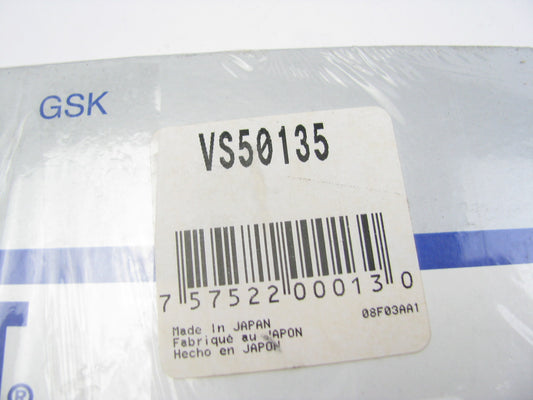 GSK
VS50135
7 57522 00013 0
08F03AA1
Made In JAPAN
Fabriqué au JAPON
Hecho en JAPON
®